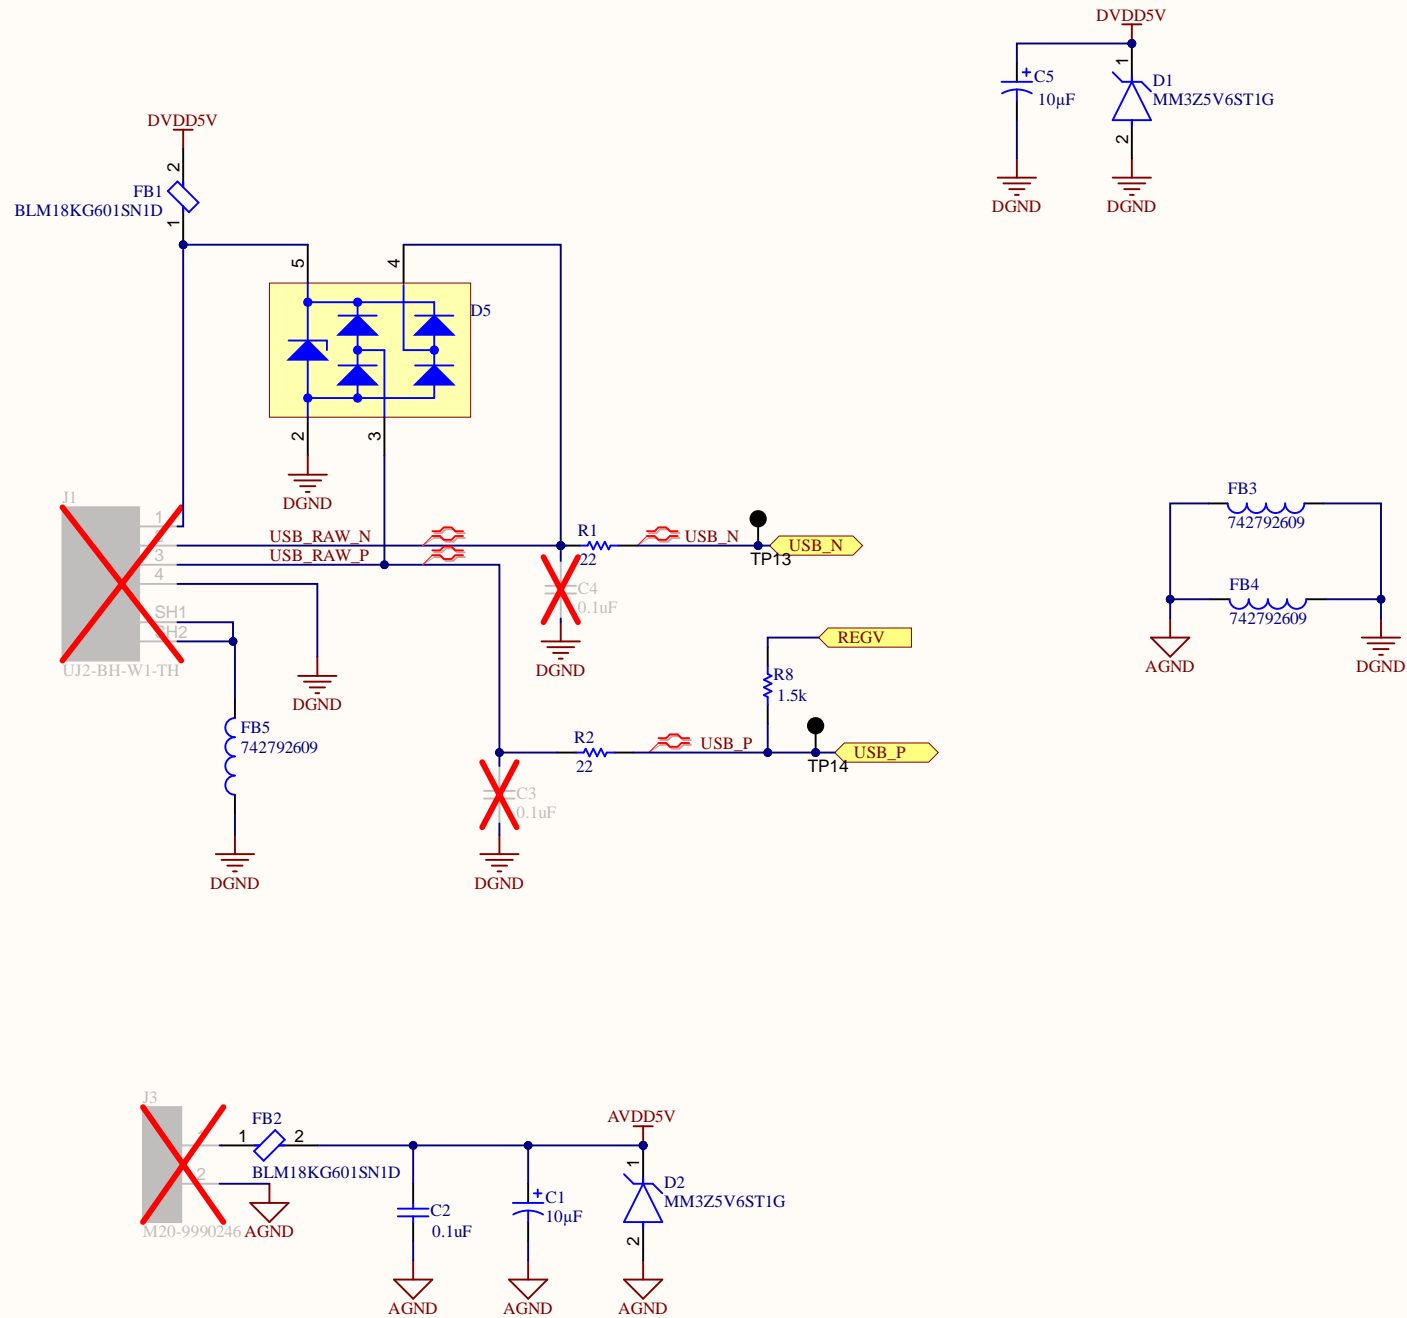 DVDD5V
1
C5
10µF
D1
MM3Z5V6ST1G
2
DGND
DGND
DVDD5V
2
FB1
BLM18KG601SN1D
1
5
4
D5
2
3
DGND
J1
1
2
3
4
SH1
SH2
UJ2-BH-W1-TH
USB_RAW_N
USB_RAW_P
R1
22
USB_N
TP13
USB_N
C4
0.1uF
DGND
DGND
FB5
742792609
DGND
REGV
R8
1.5k
R2
22
USB_P
TP14
USB_P
C3
0.1uF
DGND
FB3
742792609
FB4
742792609
AGND
DGND
J3
1
2
M20-9990246
1
FB2
2
BLM18KG601SN1D
AGND
AVDD5V
C2
0.1uF
C1
10µF
1
D2
MM3Z5V6ST1G
2
AGND
AGND
AGND